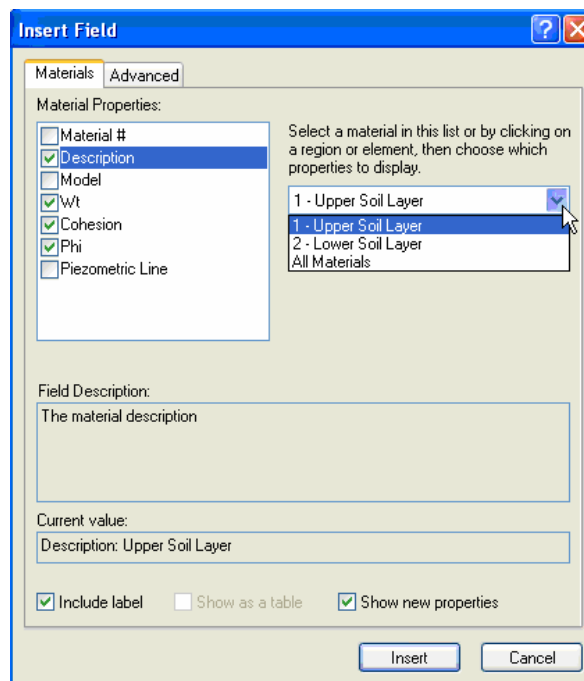 Insert Field
Materials
Advanced
Material Properties:
Material #
Description
Model
Wt
Cohesion
Phi
Piezometric Line
Select a material in this list or by clicking on
a region or element, then choose which
properties to display.
1 - Upper Soil Layer
1 - Upper Soil Layer
2 - Lower Soil Layer
All Materials
Field Description:
The material description
Current value:
Description: Upper Soil Layer
Include label
Show as a table
Show new properties
Insert
Cancel